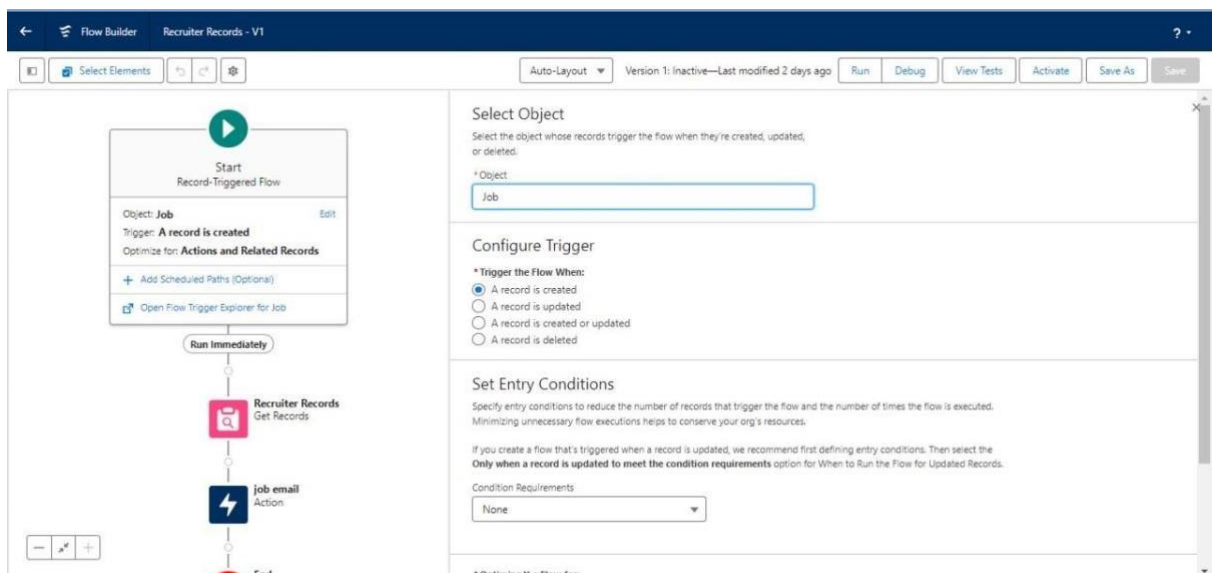 Flow Builder Recruiter Records - V1 ?
Select Elements Auto-Layout Version 1: Inactive—Last modified 2 days ago Run Debug View Tests Activate Save As Save
Start
Record-Triggered Flow
Object: Job Edit
Trigger: A record is created
Optimize for: Actions and Related Records
+ Add Scheduled Paths (Optional)
Open Flow Trigger Explorer for Job
Run Immediately
Recruiter Records
Get Records
job email
Action
End
Select Object
Select the object whose records trigger the flow when they're created, updated,
or deleted.
*Object
Job
Configure Trigger
*Trigger the Flow When:
A record is created
A record is updated
A record is created or updated
A record is deleted
Set Entry Conditions
Specify entry conditions to reduce the number of records that trigger the flow and the number of times the flow is executed.
Minimizing unnecessary flow executions helps to conserve your org's resources.
If you create a flow that's triggered when a record is updated, we recommend first defining entry conditions. Then select the
Only when a record is updated to meet the condition requirements option for When to Run the Flow for Updated Records.
Condition Requirements
None